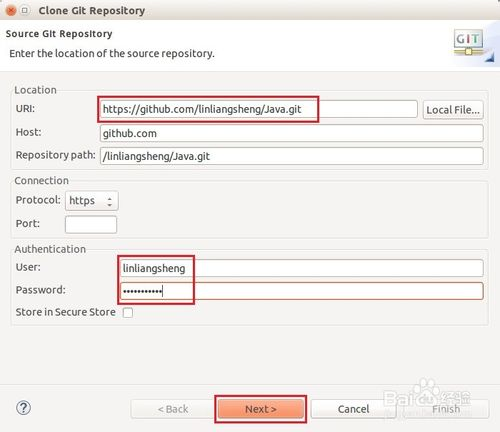 Clone Git Repository
Source Git Repository
Enter the location of the source repository.
GIT
Location
URI: https://github.com/linliangsheng/Java.git Local File...
Host: github.com
Repository path: /linliangsheng/Java.git
Connection
Protocol: https
Port:
Authentication
User: linliangsheng
Password: •••••••••••
Store in Secure Store
? < Back Next > Cancel Finish
Baidu 经验